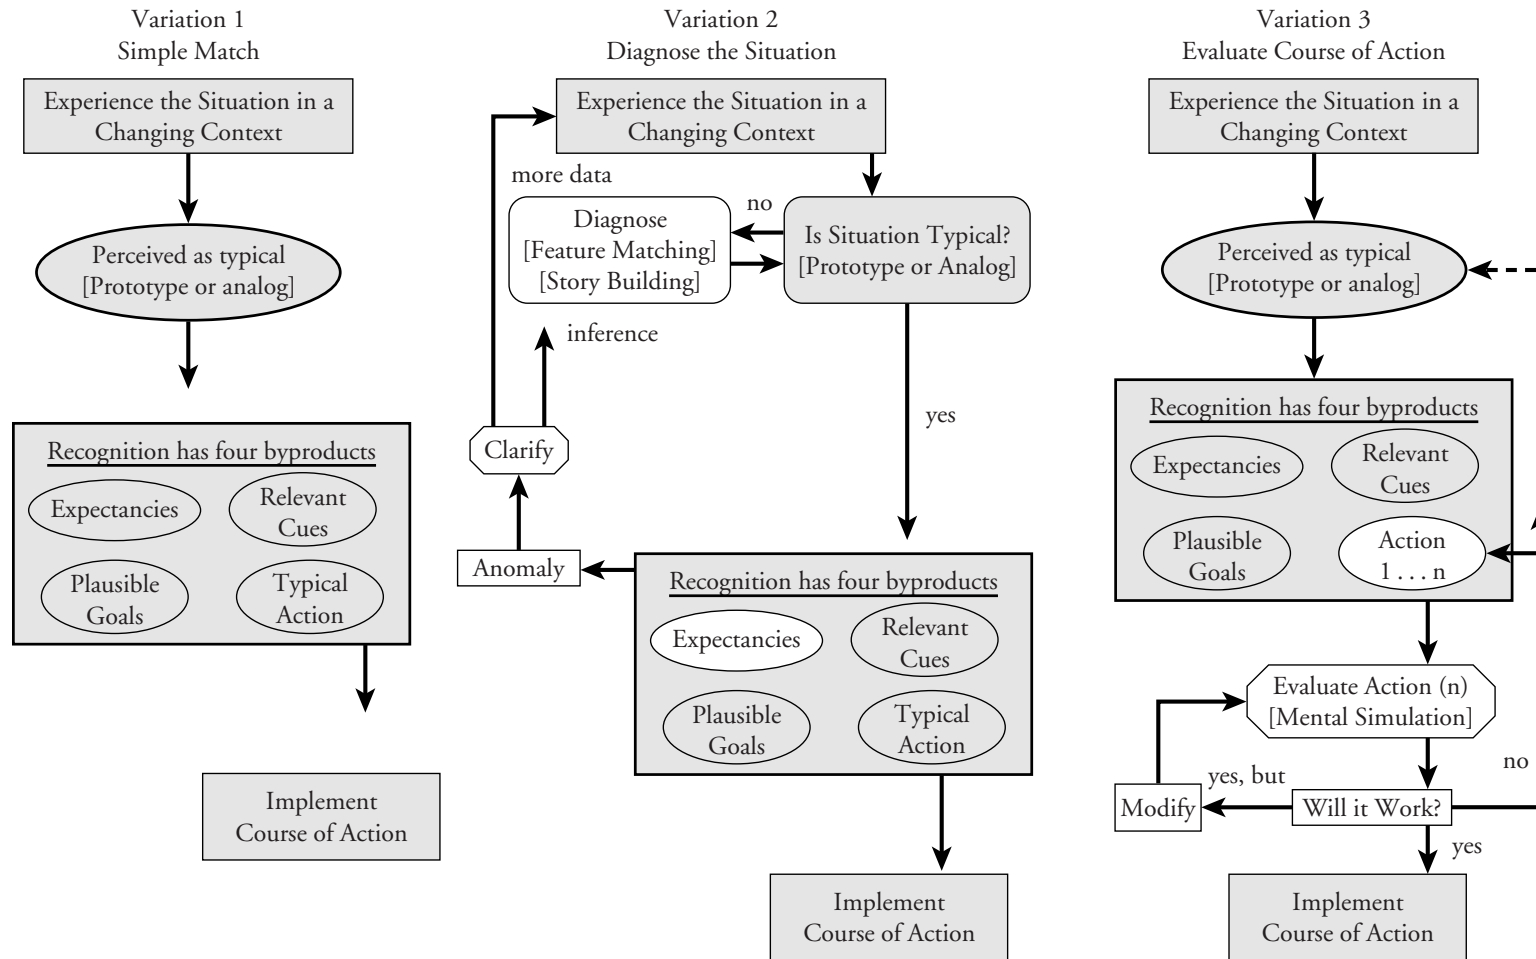 Variation 1
Simple Match
Experience the Situation in a
Changing Context
Perceived as typical
[Prototype or analog]
Recognition has four byproducts
Expectancies
Relevant
Cues
Plausible
Goals
Typical
Action
Implement
Course of Action
Variation 2
Diagnose the Situation
Experience the Situation in a
Changing Context
more data
no
Diagnose
[Feature Matching]
[Story Building]
Is Situation Typical?
[Prototype or Analog]
inference
yes
Clarify
Anomaly
Recognition has four byproducts
Expectancies
Relevant
Cues
Plausible
Goals
Typical
Action
Implement
Course of Action
Variation 3
Evaluate Course of Action
Experience the Situation in a
Changing Context
Perceived as typical
[Prototype or analog]
Recognition has four byproducts
Expectancies
Relevant
Cues
Plausible
Goals
Action
1 . . . n
Evaluate Action (n)
[Mental Simulation]
no
yes, but
Modify
Will it Work?
yes
Implement
Course of Action